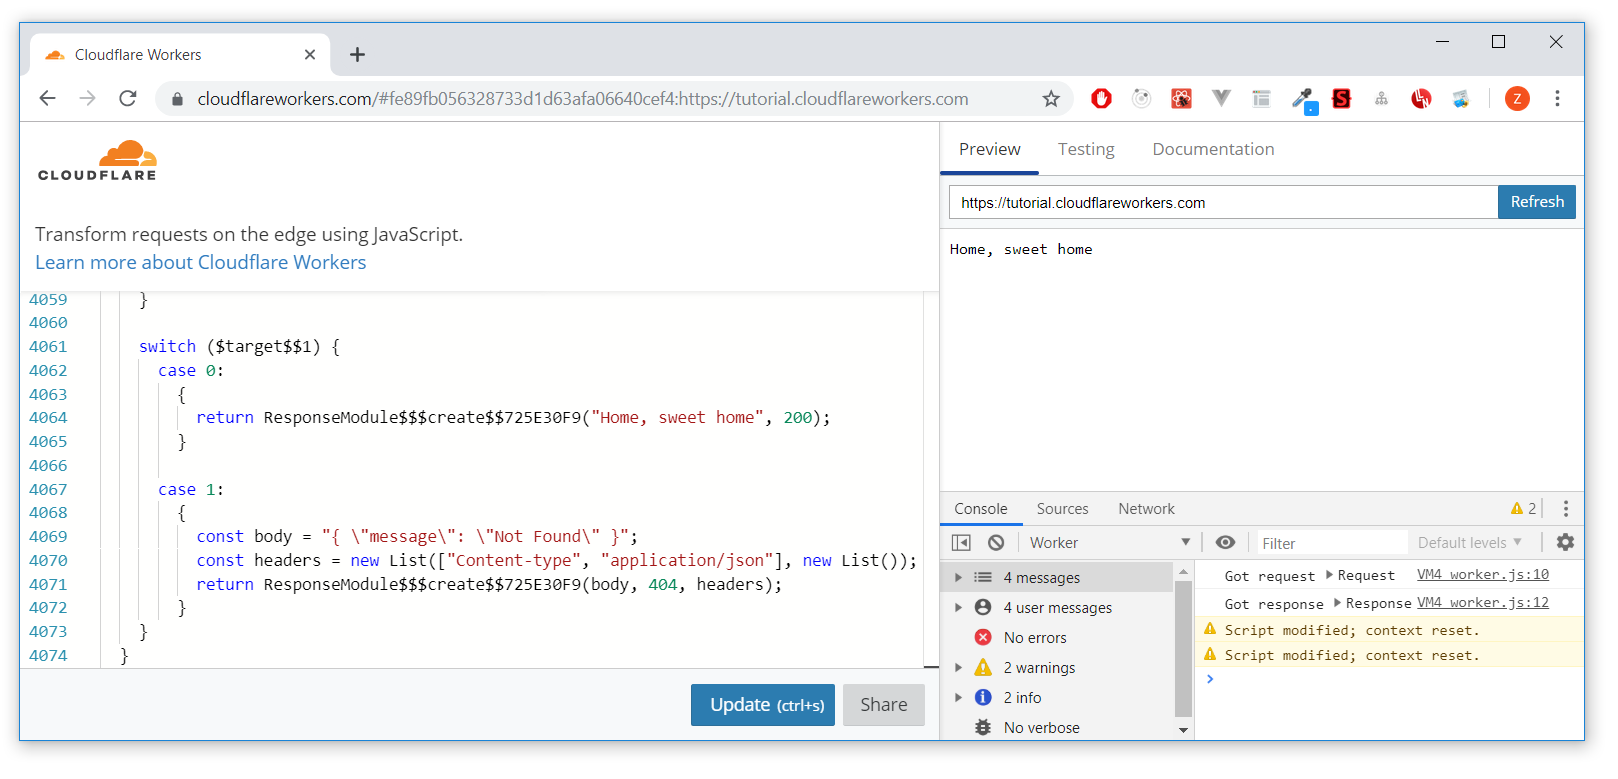 Cloudflare Workers
cloudflareworkers.com/#fe89fb056328733d1d63afa06640cef4:https://tutorial.cloudflareworkers.com
Z
CLOUDFLARE
Transform requests on the edge using JavaScript.
Learn more about Cloudflare Workers
4059 }
4060
4061 switch ($target$$1) {
4062 case 0:
4063 {
4064 return ResponseModule$$$create$$725E30F9("Home, sweet home", 200);
4065 }
4066
4067 case 1:
4068 {
4069 const body = "{ \"message\": \"Not Found\" }";
4070 const headers = new List(["Content-type", "application/json"], new List());
4071 return ResponseModule$$$create$$725E30F9(body, 404, headers);
4072 }
4073 }
4074 }
Update (ctrl+s)
Share
Preview Testing Documentation
https://tutorial.cloudflareworkers.com Refresh
Home, sweet home
Console Sources Network 2
Worker Filter Default levels
4 messages
4 user messages
No errors
2 warnings
2 info
No verbose
Got request Request VM4 worker.js:10
Got response Response VM4 worker.js:12
Script modified; context reset.
Script modified; context reset.